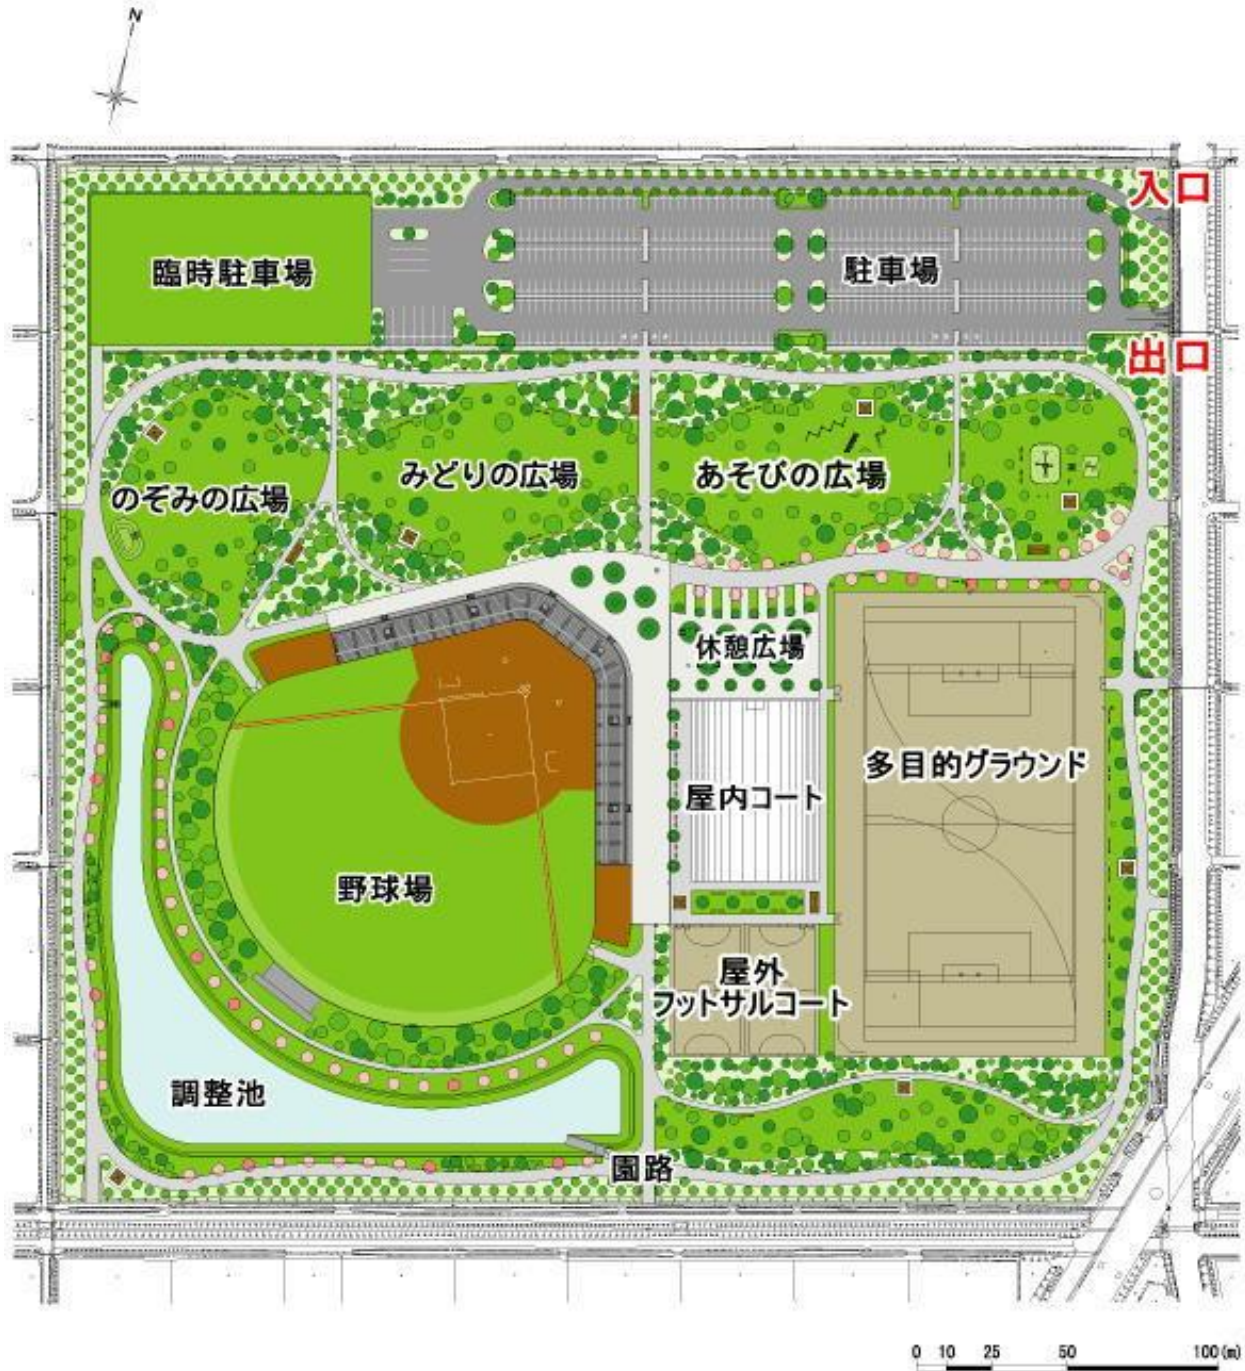 N
入口
臨時駐車場
駐車場
出口
のぞみの広場
みどりの広場
あそびの広場
休憩広場
多目的グラウンド
屋内コート
野球場
屋外
フットサルコート
調整池
園路
0 10 25 50 100(m)